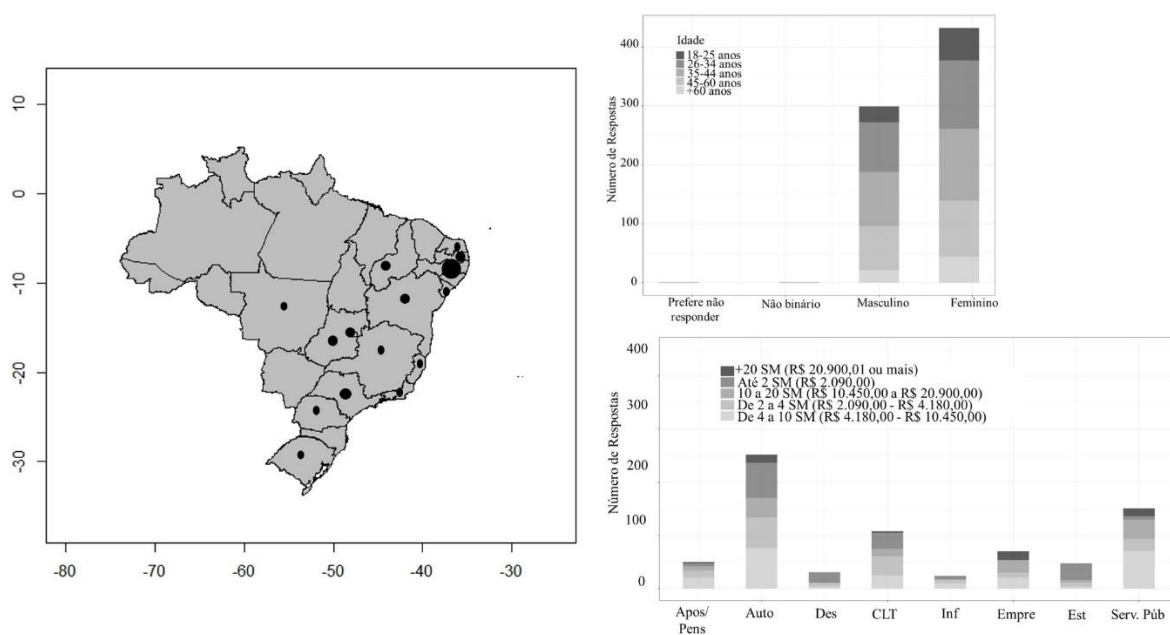 10
0
-10
-20
-30
-80 -70 -60 -50 -40 -30
Número de Respostas
400
300
200
100
0
Idade
18-25 anos
26-34 anos
35-44 anos
45-60 anos
+60 anos
Prefere não
responder
Não binário
Masculino
Feminino
Número de Respostas
400
300
200
100
0
+20 SM (R$ 20.900,01 ou mais)
Até 2 SM (R$ 2.090,00)
10 a 20 SM (R$ 10.450,00 a R$ 20.900,00)
De 2 a 4 SM (R$ 2.090,00 - R$ 4.180,00)
De 4 a 10 SM (R$ 4.180,00 - R$ 10.450,00)
Apos/
Pens
Auto
Des
CLT
Inf
Empre
Est
Serv. Púb